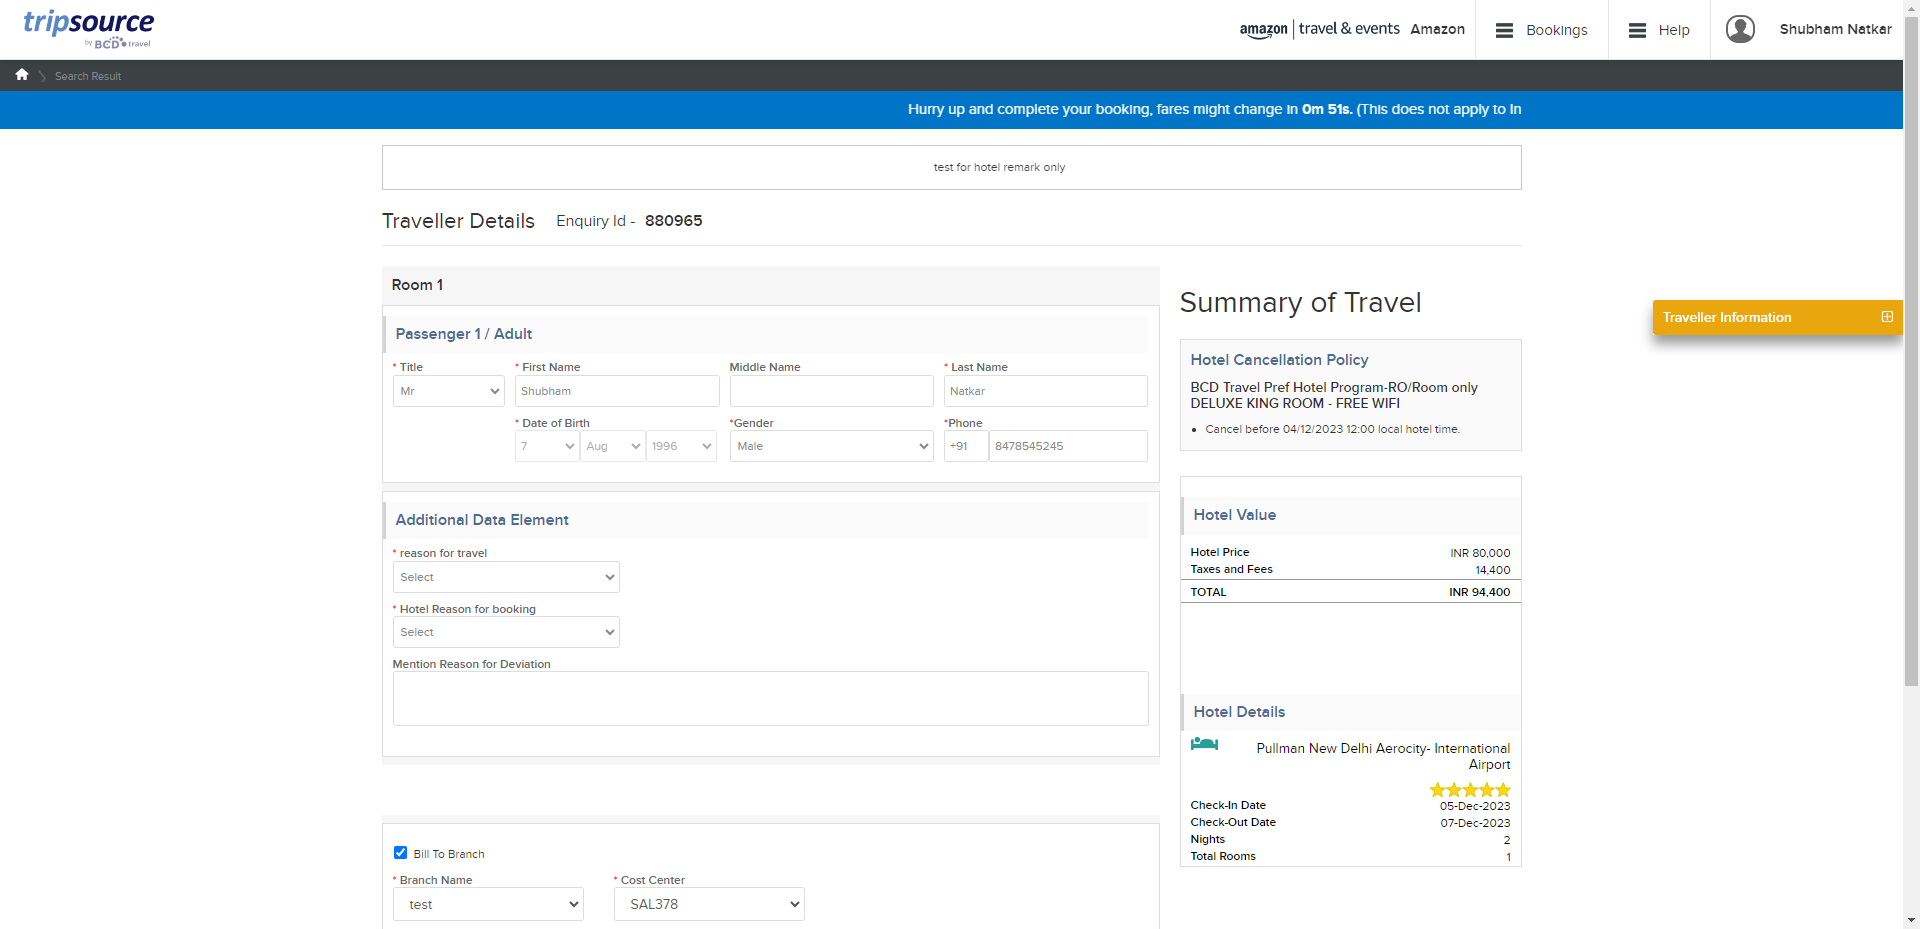 tripsource
by BCD travel
amazon | travel & events Amazon
Bookings
Help
Shubham Natkar
Search Result
Hurry up and complete your booking, fares might change in 0m 51s. (This does not apply to In
test for hotel remark only
Traveller Details Enquiry Id - 880965
Room 1
Passenger 1 / Adult
* Title * First Name Middle Name * Last Name
Mr Shubham Natkar
* Date of Birth *Gender *Phone
7 Aug 1996 Male +91 8478545245
Additional Data Element
* reason for travel
Select
* Hotel Reason for booking
Select
Mention Reason for Deviation
Bill To Branch
* Branch Name * Cost Center
test SAL378
Summary of Travel
Hotel Cancellation Policy
BCD Travel Pref Hotel Program-RO/Room only
DELUXE KING ROOM - FREE WIFI
Cancel before 04/12/2023 12:00 local hotel time.
Hotel Value
Hotel Price INR 80,000
Taxes and Fees 14,400
TOTAL INR 94,400
Hotel Details
Pullman New Delhi Aerocity- International
Airport
Check-In Date 05-Dec-2023
Check-Out Date 07-Dec-2023
Nights 2
Total Rooms 1
Traveller Information